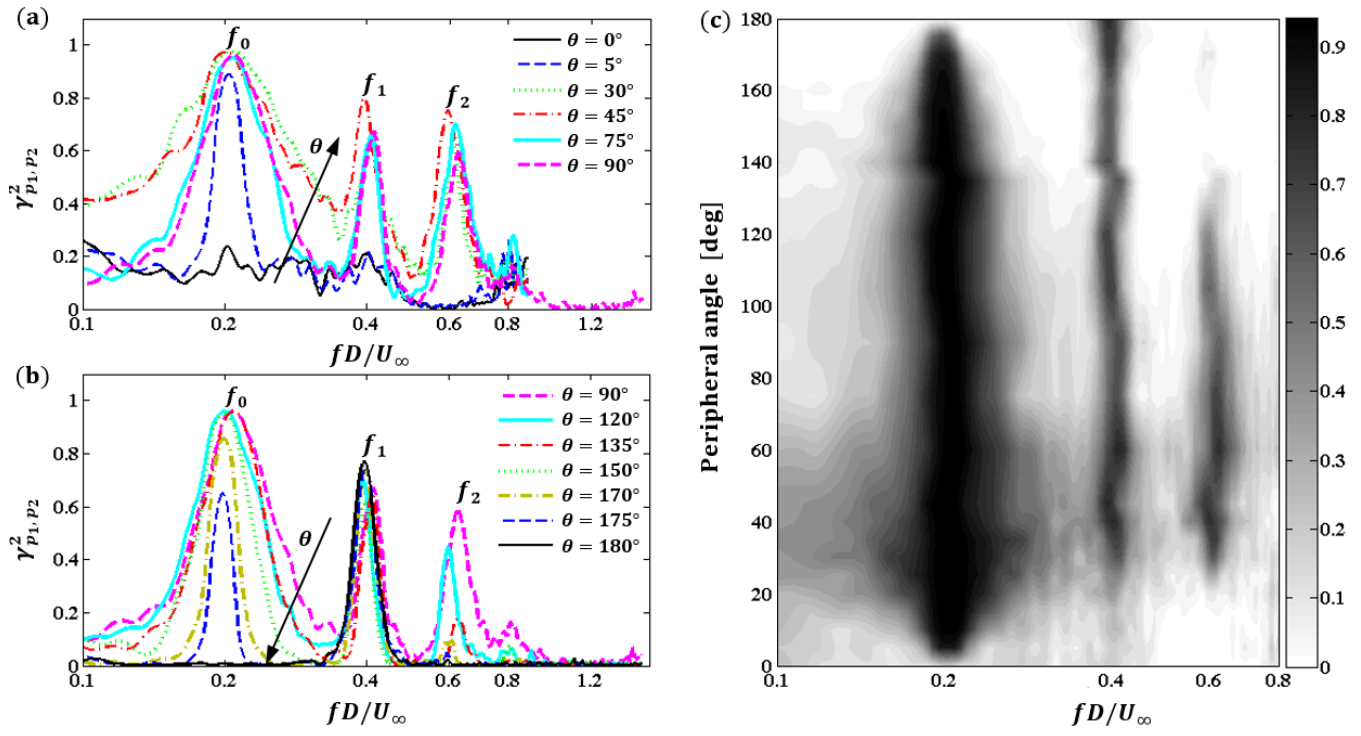 (a)
γ²p₁,p₂
1
0.8
0.6
0.4
0.2
0
f₀
f₁
f₂
θ
θ = 0°
θ = 5°
θ = 30°
θ = 45°
θ = 75°
θ = 90°
0.1 0.2 0.4 0.6 0.8 1.2
fD/U∞
(b)
γ²p₁,p₂
1
0.8
0.6
0.4
0.2
0
f₀
f₁
f₂
θ
θ = 90°
θ = 120°
θ = 135°
θ = 150°
θ = 170°
θ = 175°
θ = 180°
0.1 0.2 0.4 0.6 0.8 1.2
fD/U∞
(c)
Peripheral angle [deg]
180
160
140
120
100
80
60
40
20
0
0.1 0.2 0.4 0.6 0.8
fD/U∞
0.9
0.8
0.7
0.6
0.5
0.4
0.3
0.2
0.1
0